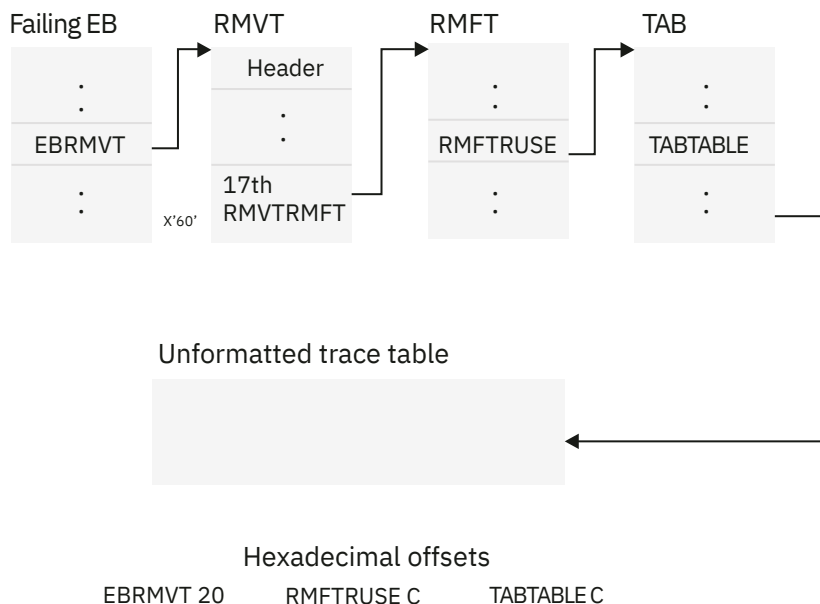 Failing EB
RMVT
RMFT
TAB
Header
EBRMVT
RMFTRUSE
TABTABLE
17th
RMVTRMFT
X'60'
Unformatted trace table
Hexadecimal offsets
EBRMVT 20 RMFTRUSE C TABTABLE C